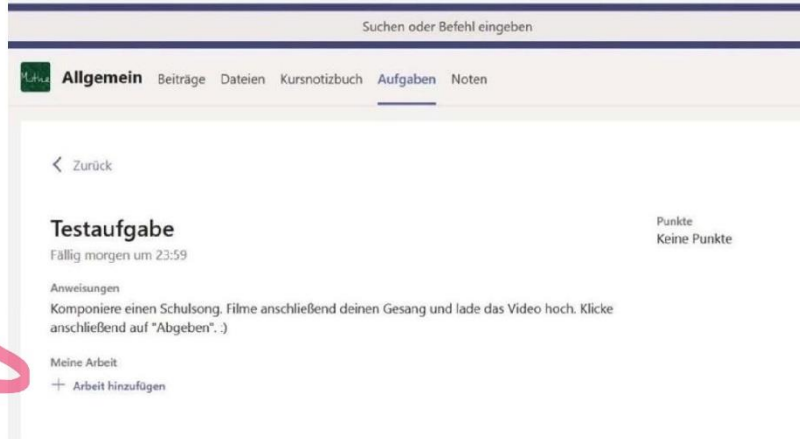 Suchen oder Befehl eingeben
Allgemein Beiträge Dateien Kursnotizbuch Aufgaben Noten
Zurück
Testaufgabe
Fällig morgen um 23:59
Punkte
Keine Punkte
Anweisungen
Komponiere einen Schulsong. Filme anschließend deinen Gesang und lade das Video hoch. Klicke
anschließend auf "Abgeben". :)
Meine Arbeit
+ Arbeit hinzufügen